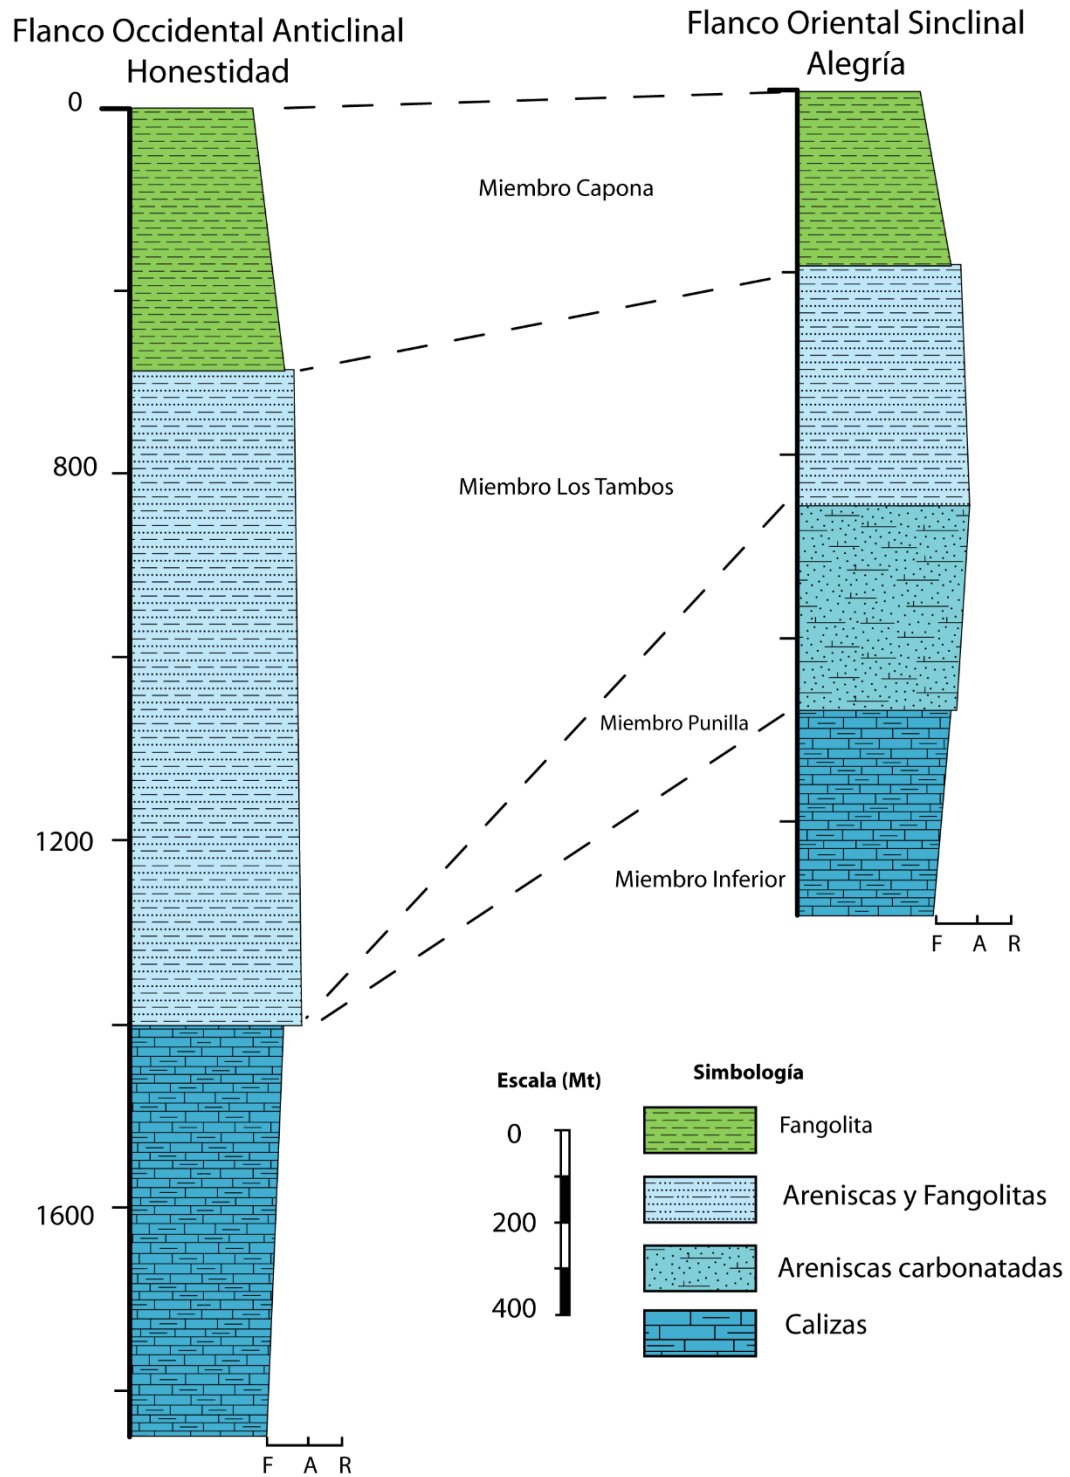 Flanco Occidental Anticlinal
Honestidad
Flanco Oriental Sinclinal
Alegría
0
800
1200
1600
Miembro Capona
Miembro Los Tambos
Miembro Punilla
Miembro Inferior
F A R
F A R
Escala (Mt)
0
200
400
Simbología
Fangolita
Areniscas y Fangolitas
Areniscas carbonatadas
Calizas